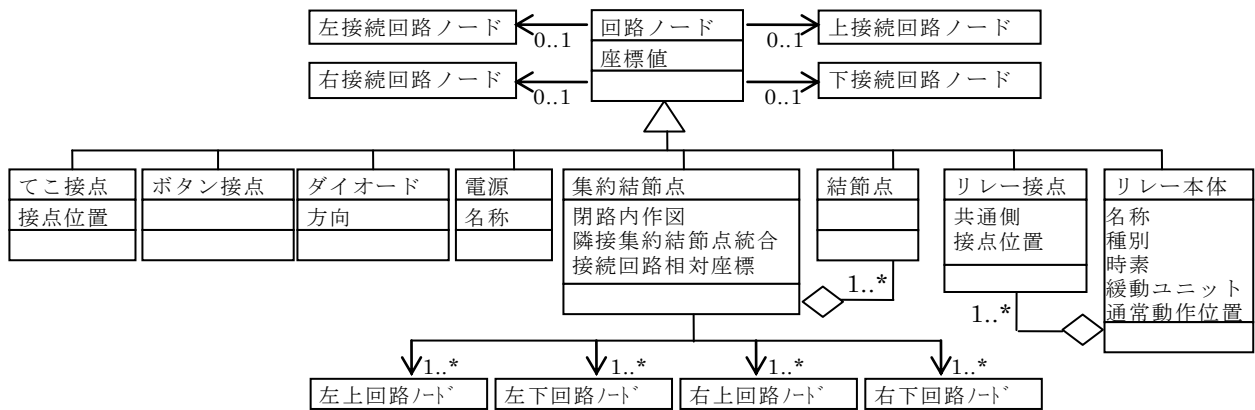 左接続回路ノード
0..1
回路ノード
座標値
0..1
上接続回路ノード
右接続回路ノード
0..1
0..1
下接続回路ノード
てこ接点
接点位置
ボタン接点
ダイオード
方向
電源
名称
集約結節点
閉路内作図
隣接集約結節点統合
接続回路相対座標
結節点
1..*
リレー接点
共通側
接点位置
1..*
リレー本体
名称
種別
時素
緩動ユニット
通常動作位置
1..*
1..*
1..*
1..*
左上回路ノード
左下回路ノード
右上回路ノード
右下回路ノード